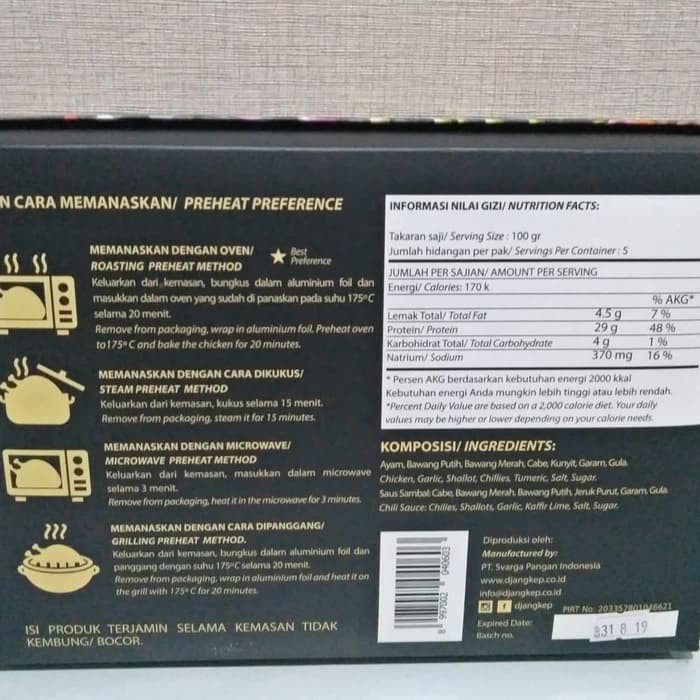 N CARA MEMANASKAN/ PREHEAT PREFERENCE
MEMANASKAN DENGAN OVEN/
ROASTING PREHEAT METHOD
Best
Preference
Keluarkan dari kemasan, bungkus dalam aluminium foil dan
masukkan dalam oven yang sudah di panaskan pada suhu 175°C
selama 20 menit.
Remove from packaging, wrap in aluminium foil. Preheat oven
to 175° C and bake the chicken for 20 minutes.
MEMANASKAN DENGAN CARA DIKUKUS/
STEAM PREHEAT METHOD
Keluarkan dari kemasan, kukus selama 15 menit.
Remove from packaging, steam it for 15 minutes.
MEMANASKAN DENGAN MICROWAVE/
MICROWAVE PREHEAT METHOD
Keluarkan dari kemasan, masukkan dalam microwave
selama 3 menit.
Remove from packaging, heat it in the microwave for 3 minutes.
MEMANASKAN DENGAN CARA DIPANGGANG/
GRILLING PREHEAT METHOD.
Keluarkan dari kemasan, bungkus dalam aluminium foil dan
panggang dengan suhu 175°C selama 20 menit.
Remove from packaging, wrap in aluminium foil and heat it on
the grill with 175° C for 20 minutes.
ISI PRODUK TERJAMIN SELAMA KEMASAN TIDAK
KEMBUNG/ BOCOR.
INFORMASI NILAI GIZI/ NUTRITION FACTS:
Takaran saji/ Serving Size : 100 gr
Jumlah hidangan per pak/ Servings Per Container : 5
JUMLAH PER SAJIAN/ AMOUNT PER SERVING
Energi/ Calories: 170 k
% AKG*
Lemak Total/ Total Fat 4.5 g 7 %
Protein/ Protein 29 g 48 %
Karbohidrat Total/ Total Carbohydrate 4 g 1 %
Natrium/ Sodium 370 mg 16 %
* Persen AKG berdasarkan kebutuhan energi 2000 kkal
Kebutuhan energi Anda mungkin lebih tinggi atau lebih rendah.
*Percent Daily Value are based on a 2,000 calorie diet. Your daily
values may be higher or lower depending on your calorie needs.
KOMPOSISI/ INGREDIENTS:
Ayam, Bawang Putih, Bawang Merah, Cabe, Kunyit, Garam, Gula.
Chicken, Garlic, Shallot, Chillies, Tumeric, Salt, Sugar.
Saus Sambal: Cabe, Bawang Merah, Bawang Putih, Jeruk Purut, Garam, Gula.
Chili Sauce: Chilies, Shallots, Garlic, Kaffir Lime, Salt, Sugar.
8 997002 040603
Diproduksi oleh:
Manufactured by:
PT. Svarga Pangan Indonesia
www.djangkep.co.id
info@djangkep.co.id
djangkep
PIRT No.
Expired Date:
Batch no.
31 8 19